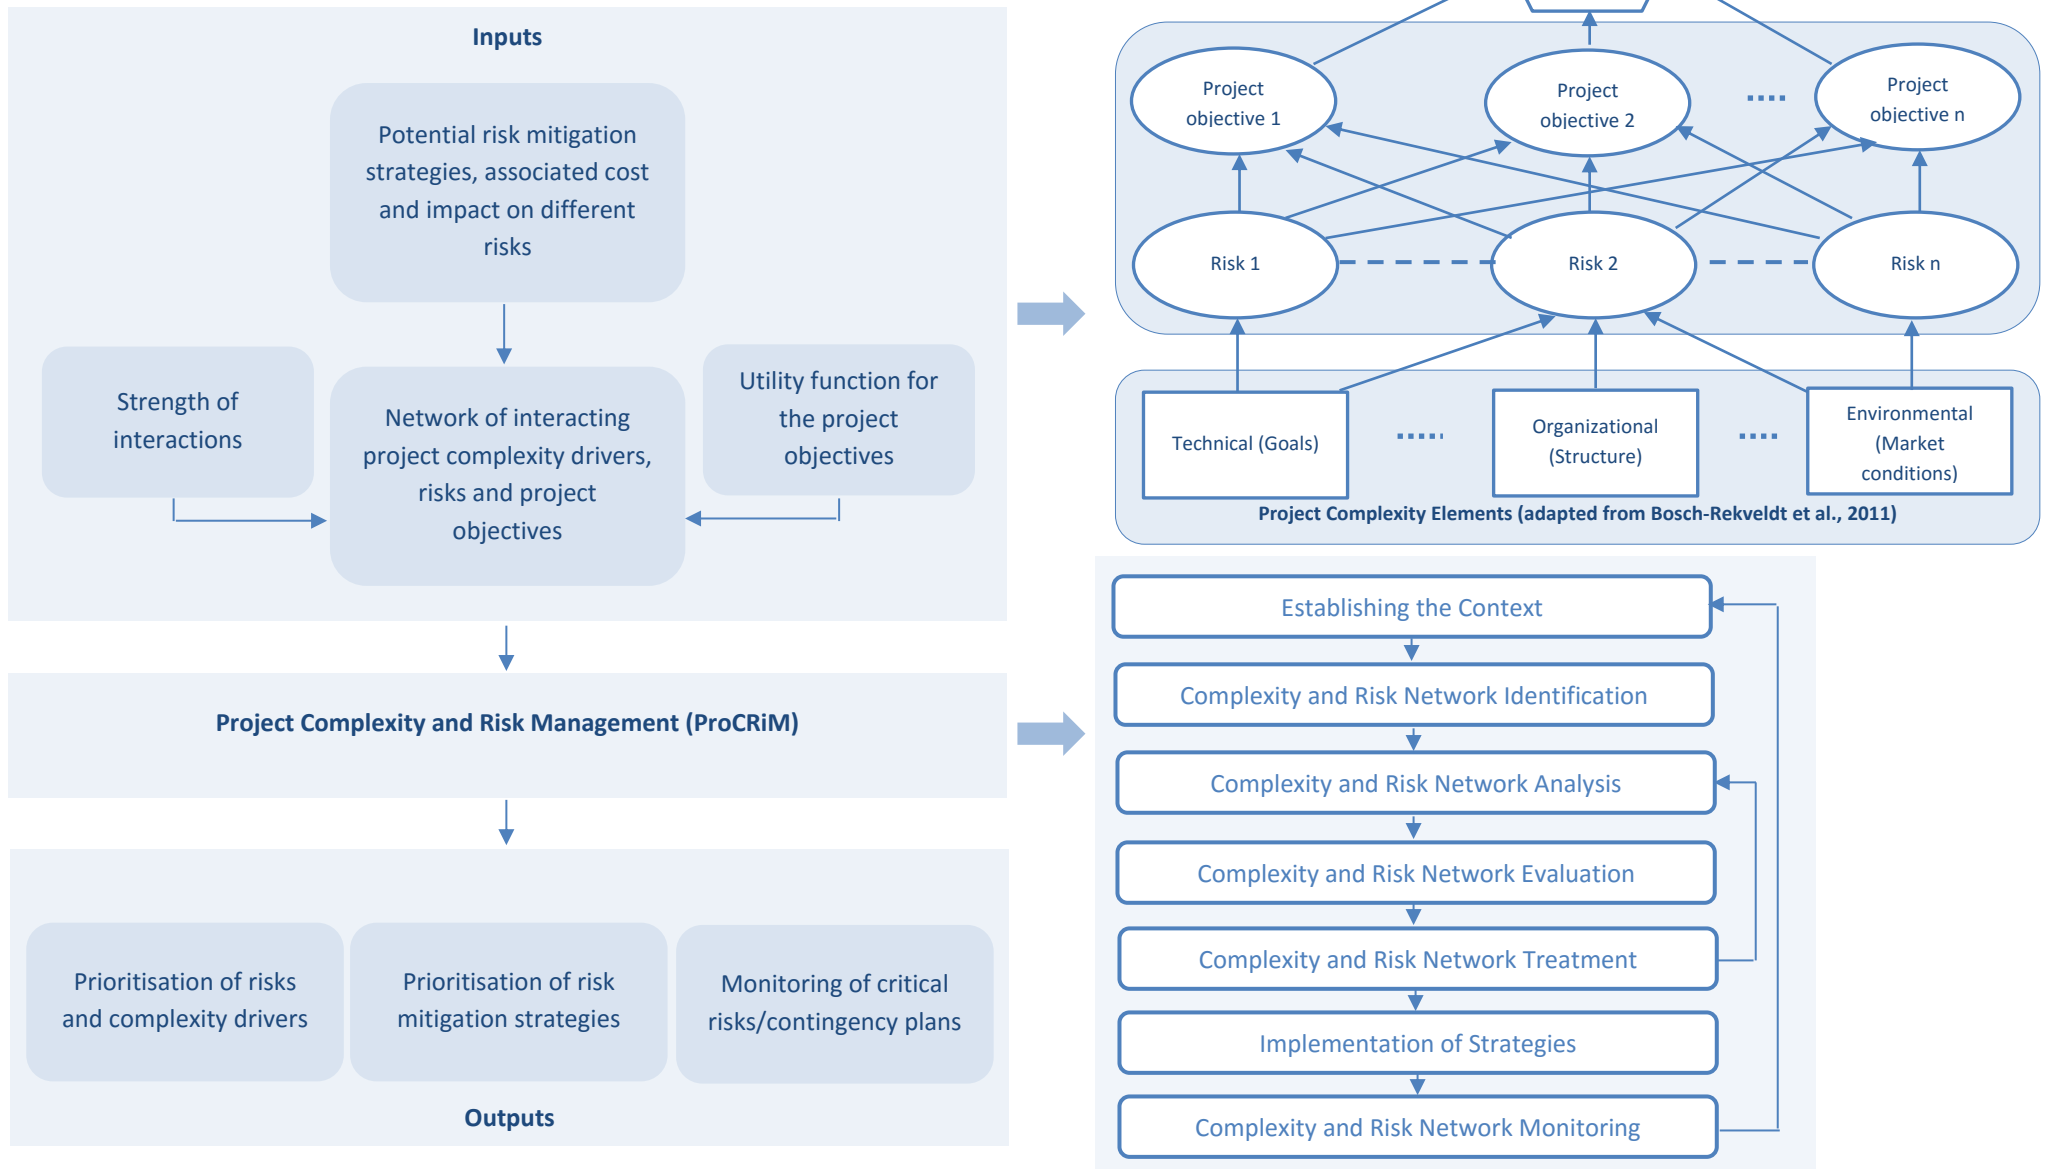 Inputs
Potential risk mitigation
strategies, associated cost
and impact on different
risks
Strength of
interactions
Network of interacting
project complexity drivers,
risks and project
objectives
Utility function for
the project
objectives
Project Complexity and Risk Management (ProCRiM)
Prioritisation of risks
and complexity drivers
Prioritisation of risk
mitigation strategies
Monitoring of critical
risks/contingency plans
Outputs
Project
objective 1
Project
objective 2
Project
objective n
Risk 1
Risk 2
Risk n
Technical (Goals)
Organizational
(Structure)
Environmental
(Market
conditions)
Project Complexity Elements (adapted from Bosch-Rekveldt et al., 2011)
Establishing the Context
Complexity and Risk Network Identification
Complexity and Risk Network Analysis
Complexity and Risk Network Evaluation
Complexity and Risk Network Treatment
Implementation of Strategies
Complexity and Risk Network Monitoring